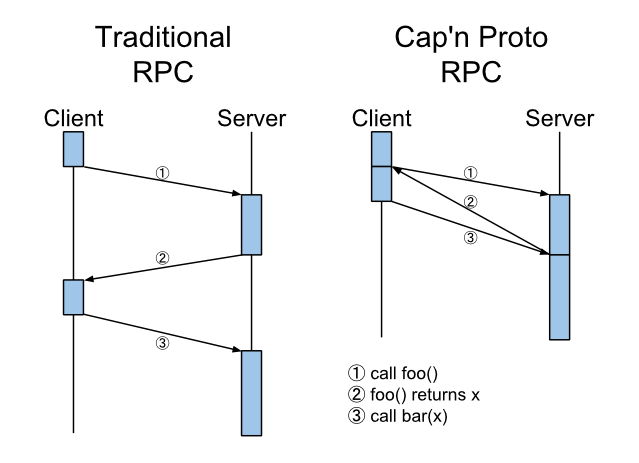 Traditional
RPC
Client
Server
①
②
③
Cap'n Proto
RPC
Client
Server
①
②
③
① call foo()
② foo() returns x
③ call bar(x)